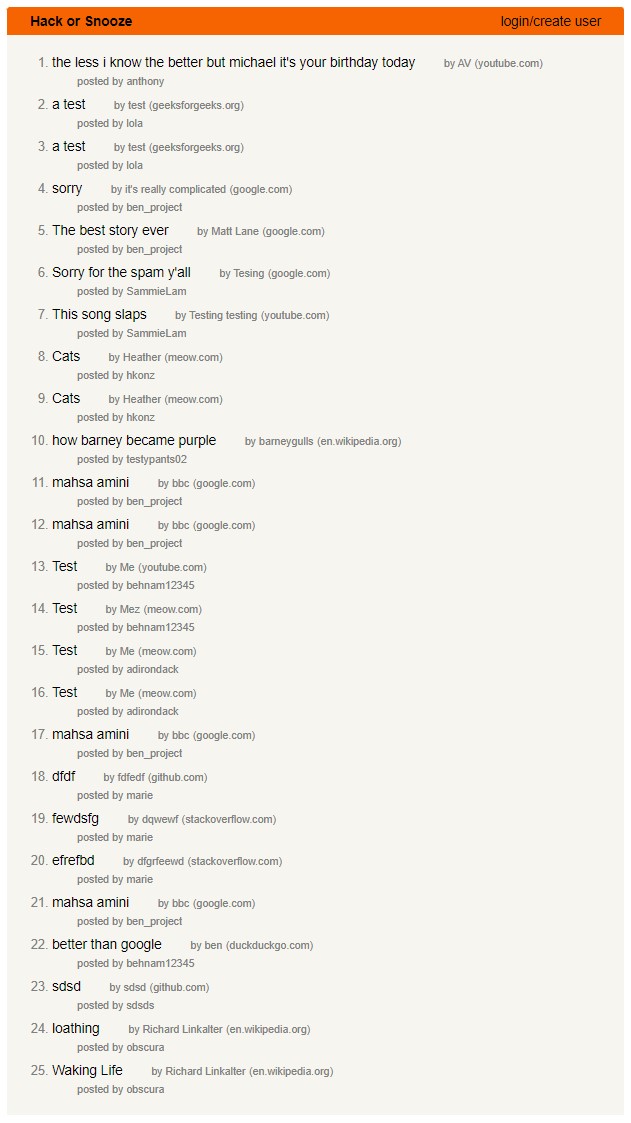 Hack or Snooze login/create user
1. the less i know the better but michael it's your birthday today by AV (youtube.com)
posted by anthony
2. a test by test (geeksforgeeks.org)
posted by lola
3. a test by test (geeksforgeeks.org)
posted by lola
4. sorry by it's really complicated (google.com)
posted by ben_project
5. The best story ever by Matt Lane (google.com)
posted by ben_project
6. Sorry for the spam y'all by Tesing (google.com)
posted by SammieLam
7. This song slaps by Testing testing (youtube.com)
posted by SammieLam
8. Cats by Heather (meow.com)
posted by hkonz
9. Cats by Heather (meow.com)
posted by hkonz
10. how barney became purple by barneygulls (en.wikipedia.org)
posted by testypants02
11. mahsa amini by bbc (google.com)
posted by ben_project
12. mahsa amini by bbc (google.com)
posted by ben_project
13. Test by Me (youtube.com)
posted by behnam12345
14. Test by Mez (meow.com)
posted by behnam12345
15. Test by Me (meow.com)
posted by adirondack
16. Test by Me (meow.com)
posted by adirondack
17. mahsa amini by bbc (google.com)
posted by ben_project
18. dfdf by fdfedf (github.com)
posted by marie
19. fewdsfg by dqwewf (stackoverflow.com)
posted by marie
20. efrefbd by dfgrfeewd (stackoverflow.com)
posted by marie
21. mahsa amini by bbc (google.com)
posted by ben_project
22. better than google by ben (duckduckgo.com)
posted by behnam12345
23. sdsd by sdsd (github.com)
posted by sdsds
24. loathing by Richard Linkalter (en.wikipedia.org)
posted by obscura
25. Waking Life by Richard Linkalter (en.wikipedia.org)
posted by obscura